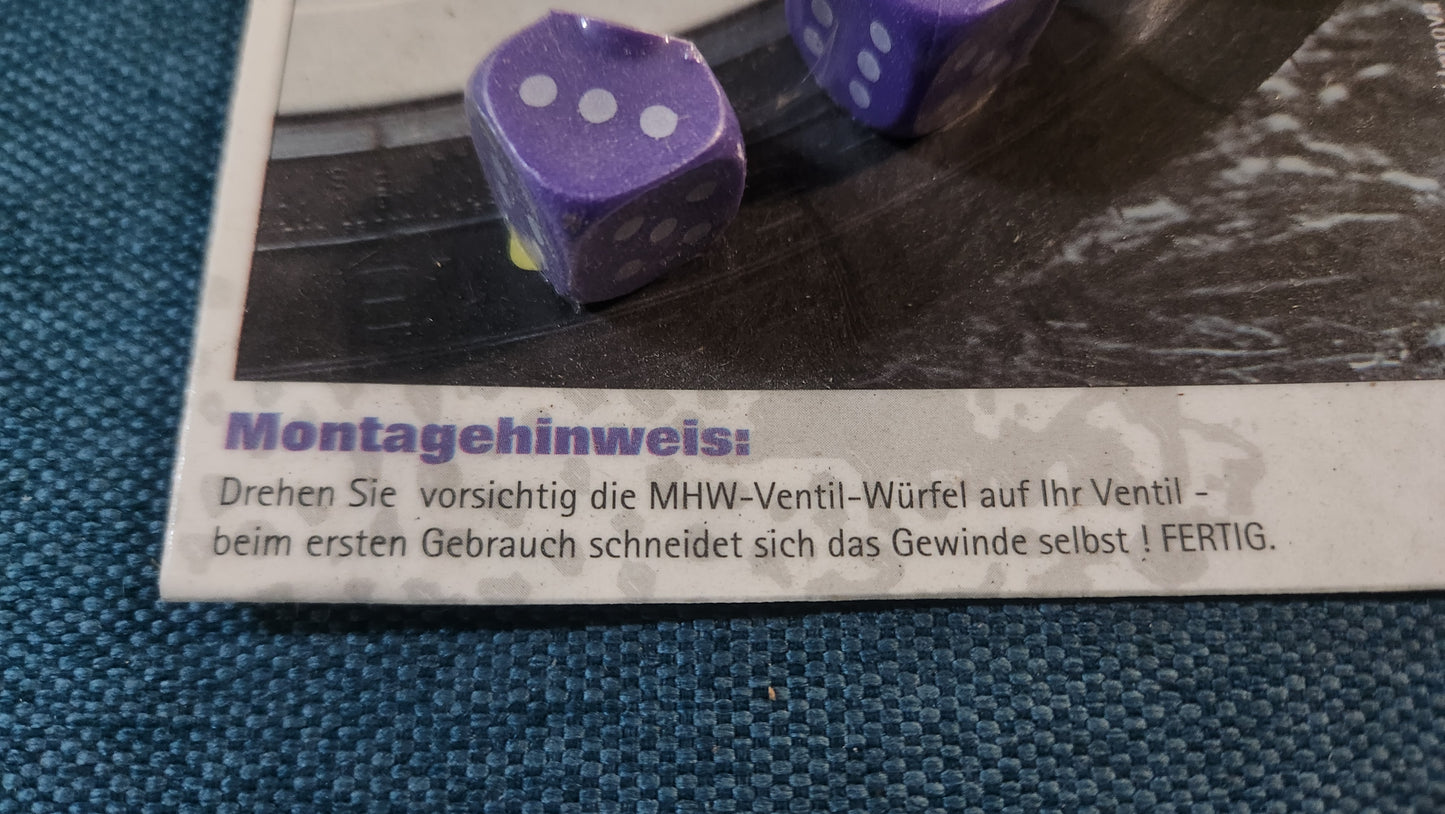 Montagehinweis:
Drehen Sie vorsichtig die MHW-Ventil-Würfel auf Ihr Ventil -
beim ersten Gebrauch schneidet sich das Gewinde selbst ! FERTIG.